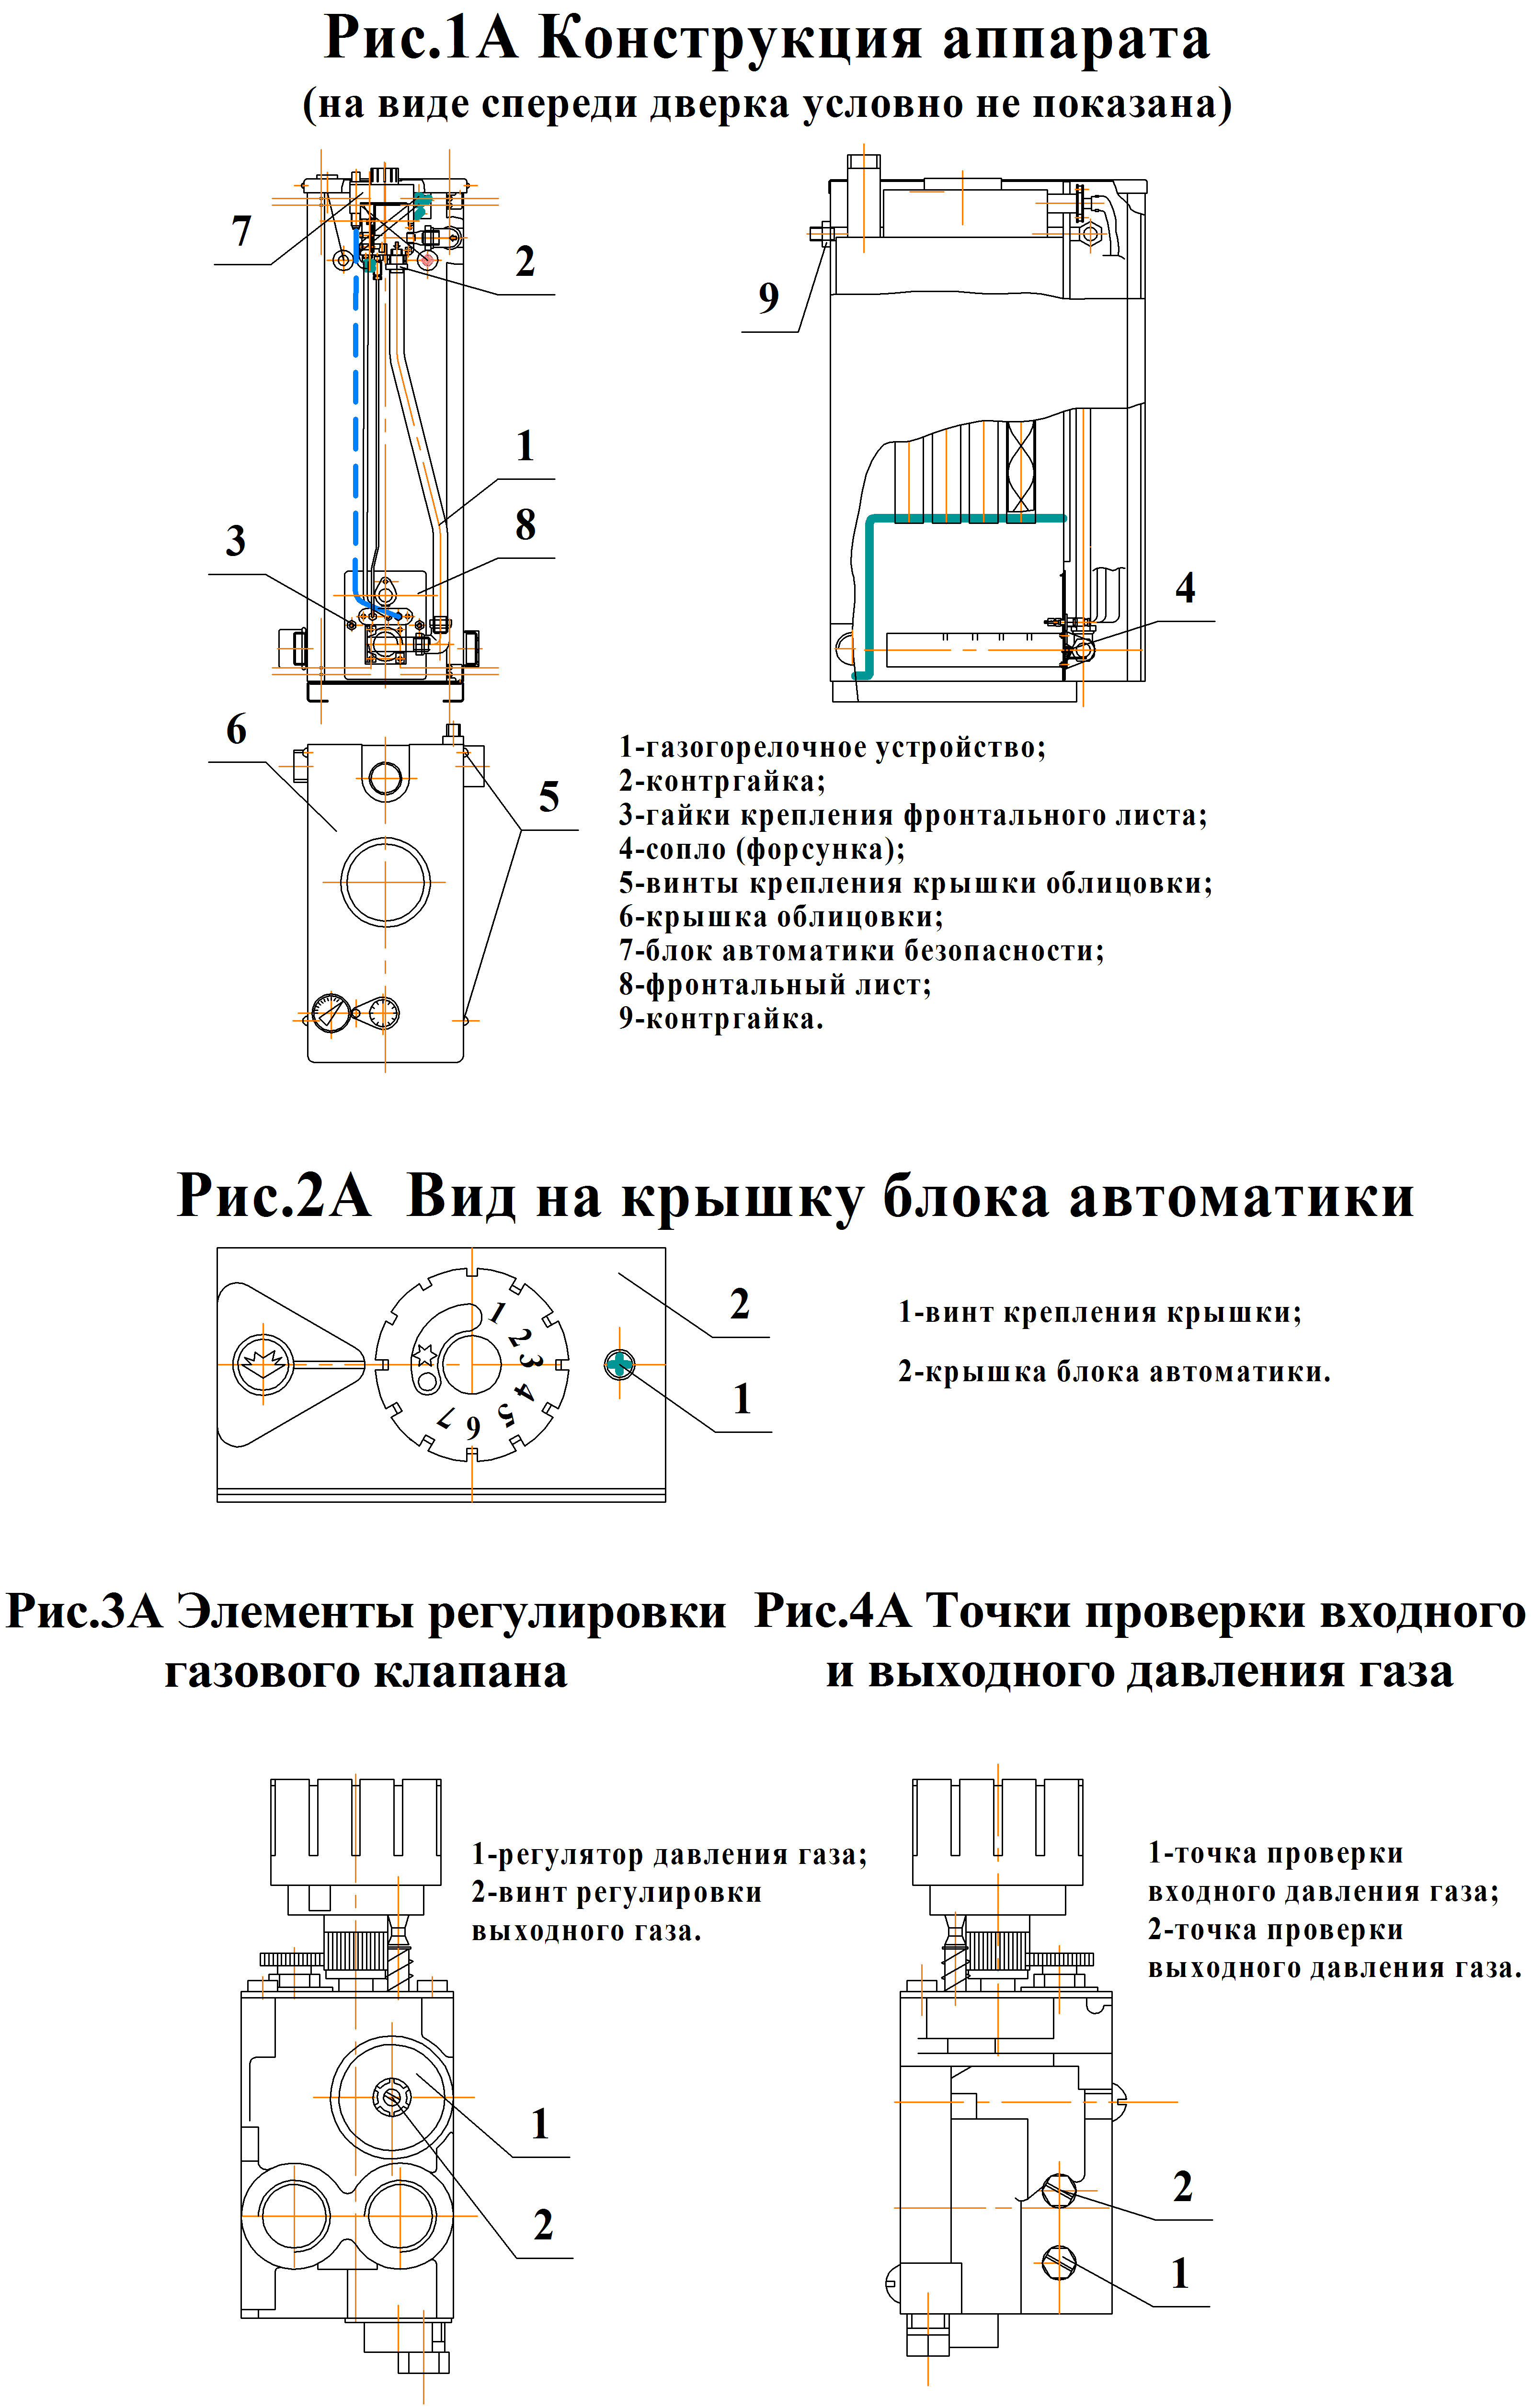 Рис.1А Конструкция аппарата
(на виде спереди дверка условно не показана)
7
2
9
1
8
3
4
6
5
1-газогорелочное устройство;
2-контргайка;
3-гайки крепления фронтального листа;
4-сопло (форсунка);
5-винты крепления крышки облицовки;
6-крышка облицовки;
7-блок автоматики безопасности;
8-фронтальный лист;
9-контргайка.
Рис.2А Вид на крышку блока автоматики
1
2
3
4
5
6
7
2
1
1-винт крепления крышки;
2-крышка блока автоматики.
Рис.3А Элементы регулировки
газового клапана
1-регулятор давления газа;
2-винт регулировки
выходного газа.
1
2
Рис.4А Точки проверки входного
и выходного давления газа
1-точка проверки
входного давления газа;
2-точка проверки
выходного давления газа.
2
1